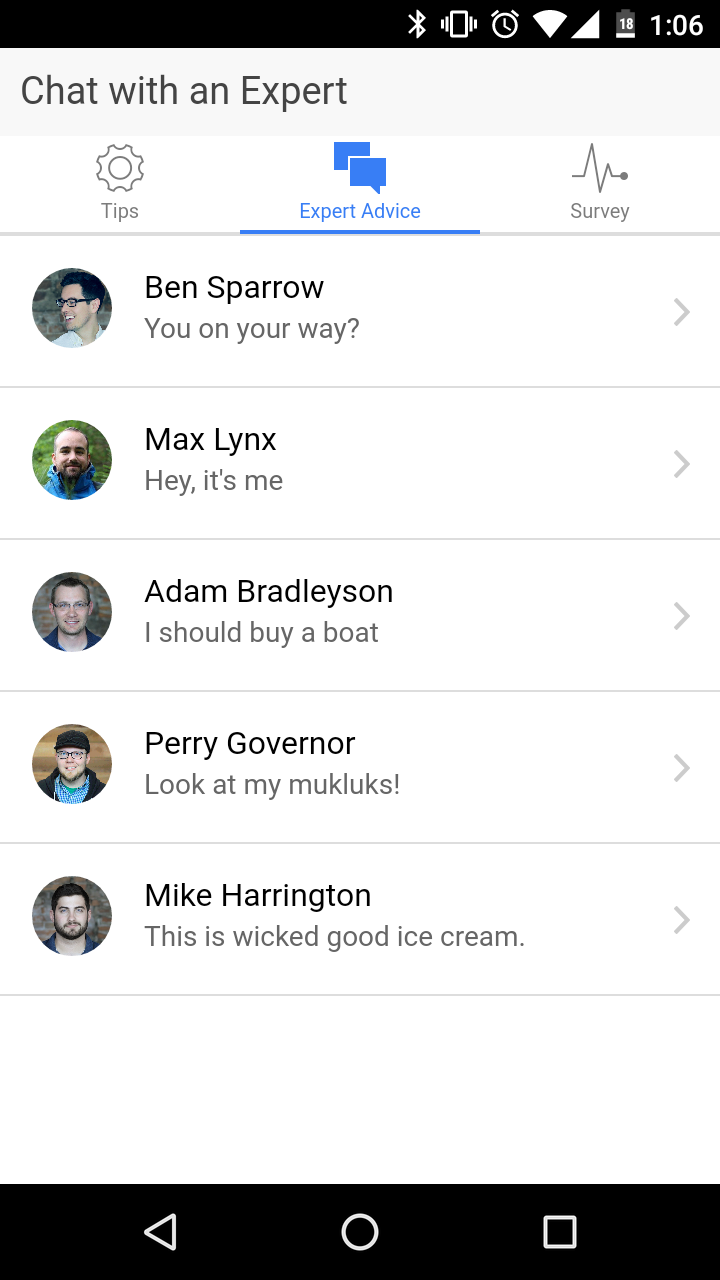 18 1:06
Chat with an Expert
Tips Expert Advice Survey
Ben Sparrow
You on your way?
Max Lynx
Hey, it's me
Adam Bradleyson
I should buy a boat
Perry Governor
Look at my mukluks!
Mike Harrington
This is wicked good ice cream.